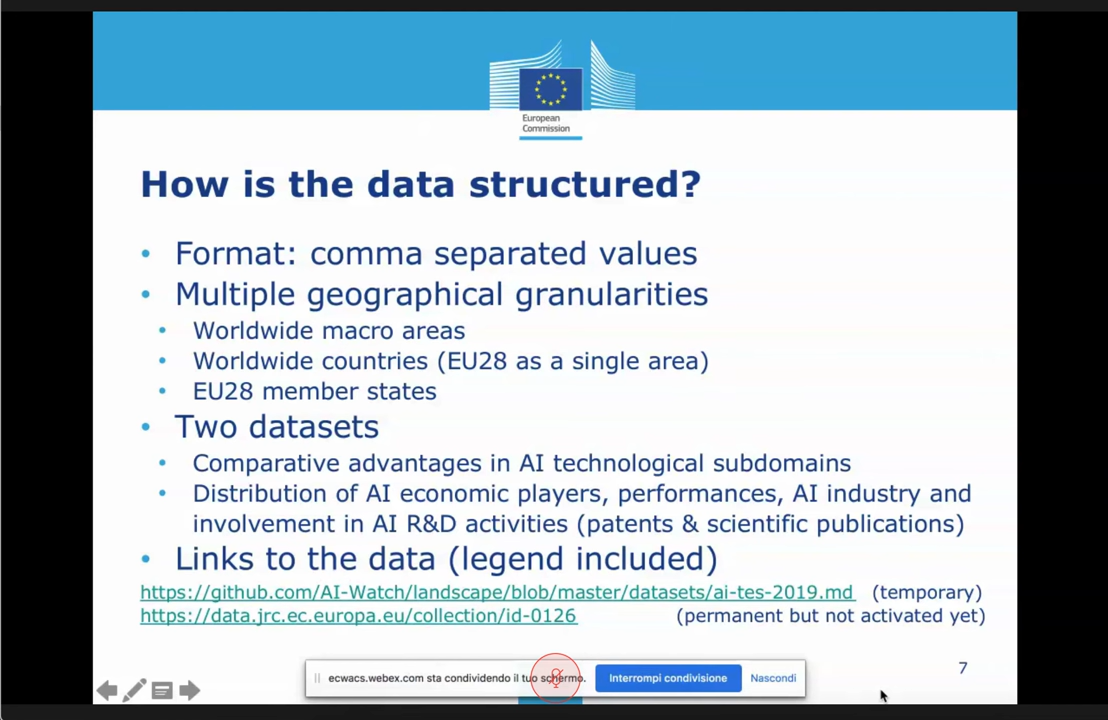 European
Commission
How is the data structured?
• Format: comma separated values
• Multiple geographical granularities
• Worldwide macro areas
• Worldwide countries (EU28 as a single area)
• EU28 member states
• Two datasets
• Comparative advantages in AI technological subdomains
• Distribution of AI economic players, performances, AI industry and
involvement in AI R&D activities (patents & scientific publications)
• Links to the data (legend included)
https://github.com/AI-Watch/landscape/blob/master/datasets/ai-tes-2019.md (temporary)
https://data.jrc.ec.europa.eu/collection/id-0126 (permanent but not activated yet)
7
ecwacs.webex.com sta condividendo il tuo schermo. Interrompi condivisione Nascondi